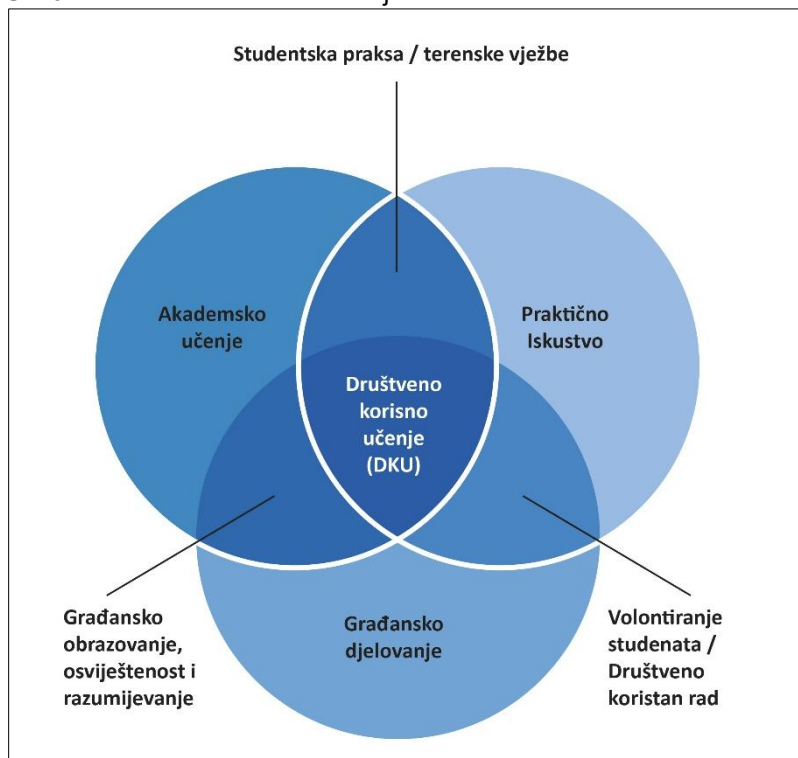 Studentska praksa / terenske vježbe
Akademsko
učenje
Praktično
Iskustvo
Društveno
korisno
učenje
(DKU)
Građansko
obrazovanje,
osviještenost i
razumijevanje
Građansko
djelovanje
Volontiranje
studenata /
Društveno
koristan rad